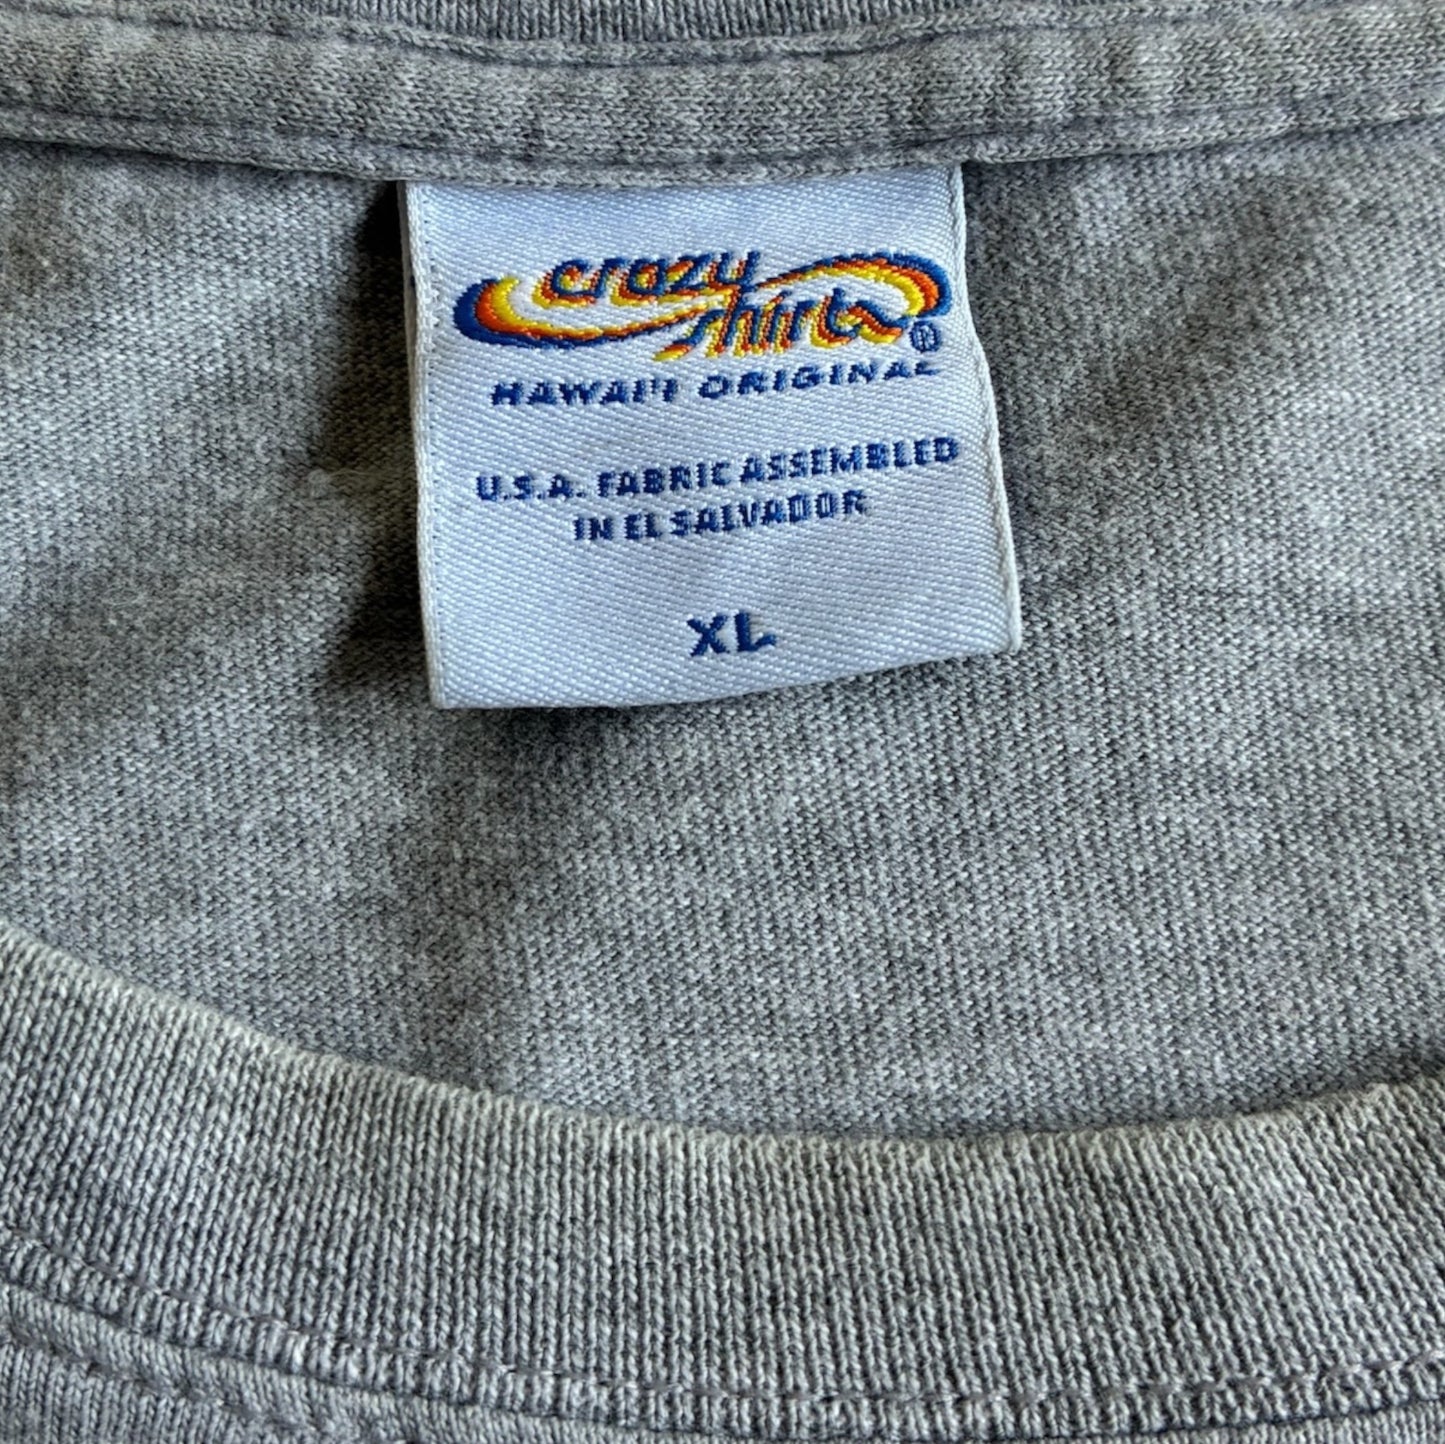 crazy
shirts®
HAWAI'I ORIGINAL
U.S.A. FABRIC ASSEMBLED
IN EL SALVADOR
XL